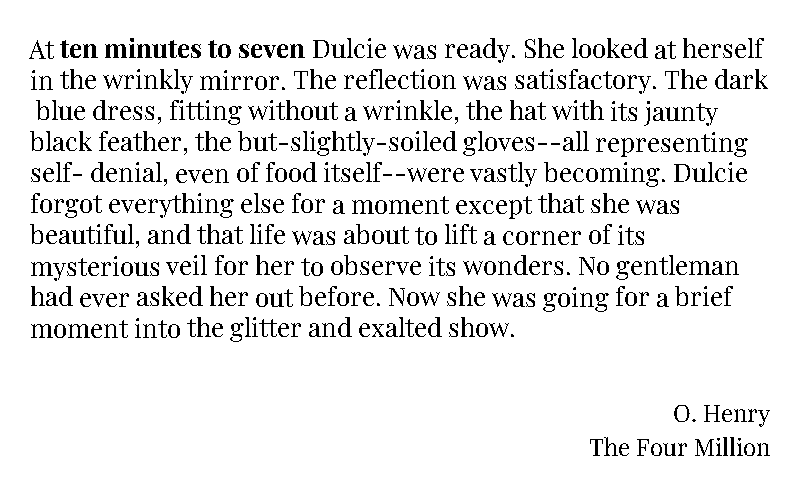 At ten minutes to seven Dulcie was ready. She looked at herself
in the wrinkly mirror. The reflection was satisfactory. The dark
blue dress, fitting without a wrinkle, the hat with its jaunty
black feather, the but-slightly-soiled gloves--all representing
self- denial, even of food itself--were vastly becoming. Dulcie
forgot everything else for a moment except that she was
beautiful, and that life was about to lift a corner of its
mysterious veil for her to observe its wonders. No gentleman
had ever asked her out before. Now she was going for a brief
moment into the glitter and exalted show.
O. Henry
The Four Million